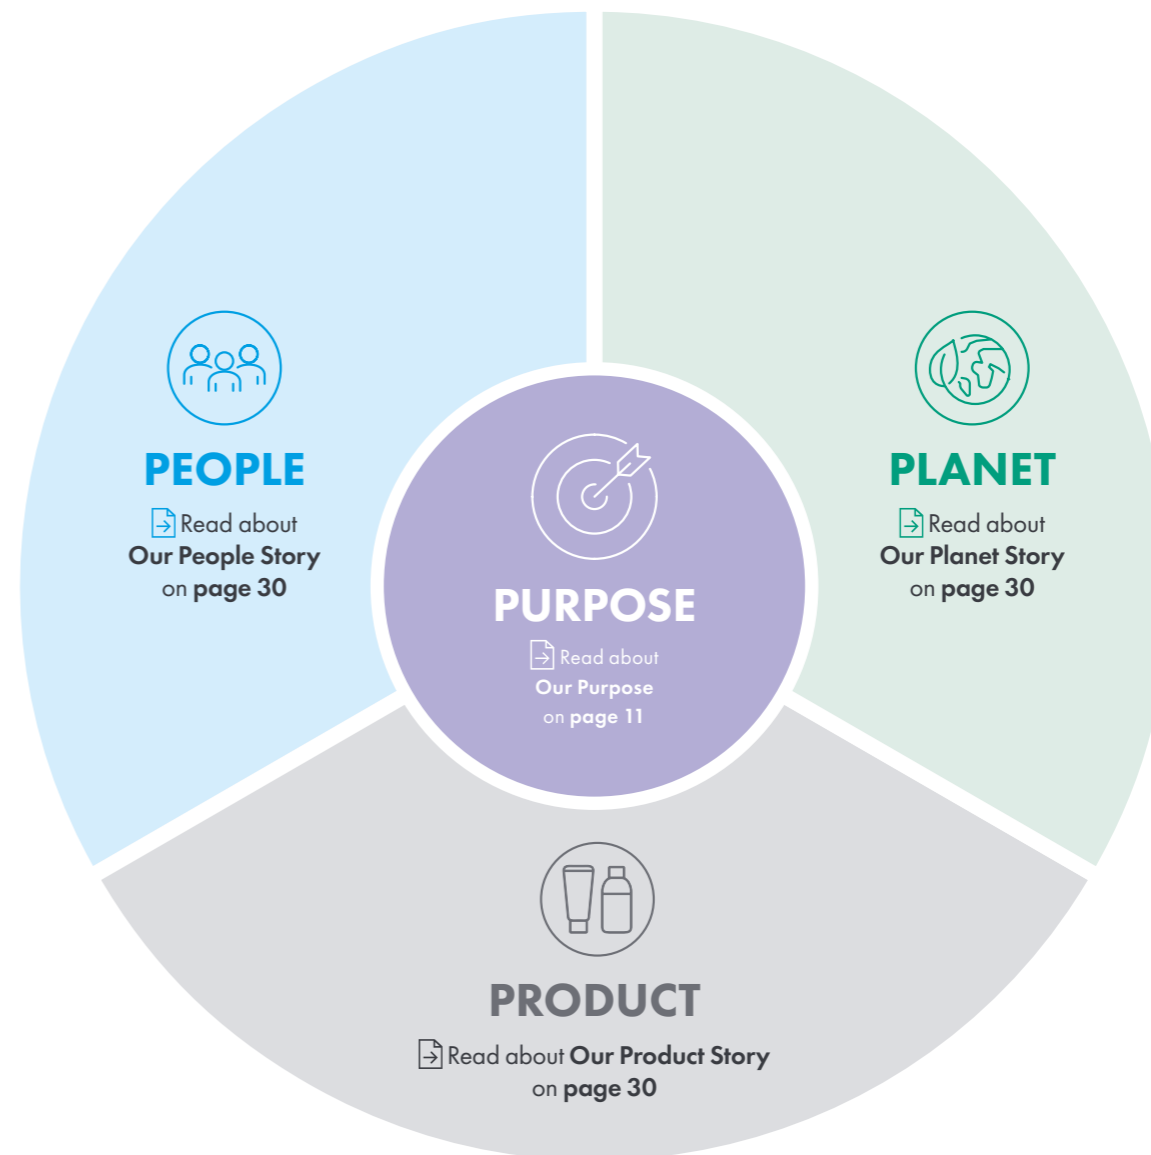 PEOPLE
Read about
Our People Story
on page 30
PLANET
Read about
Our Planet Story
on page 30
PURPOSE
Read about
Our Purpose
on page 11
PRODUCT
Read about Our Product Story
on page 30